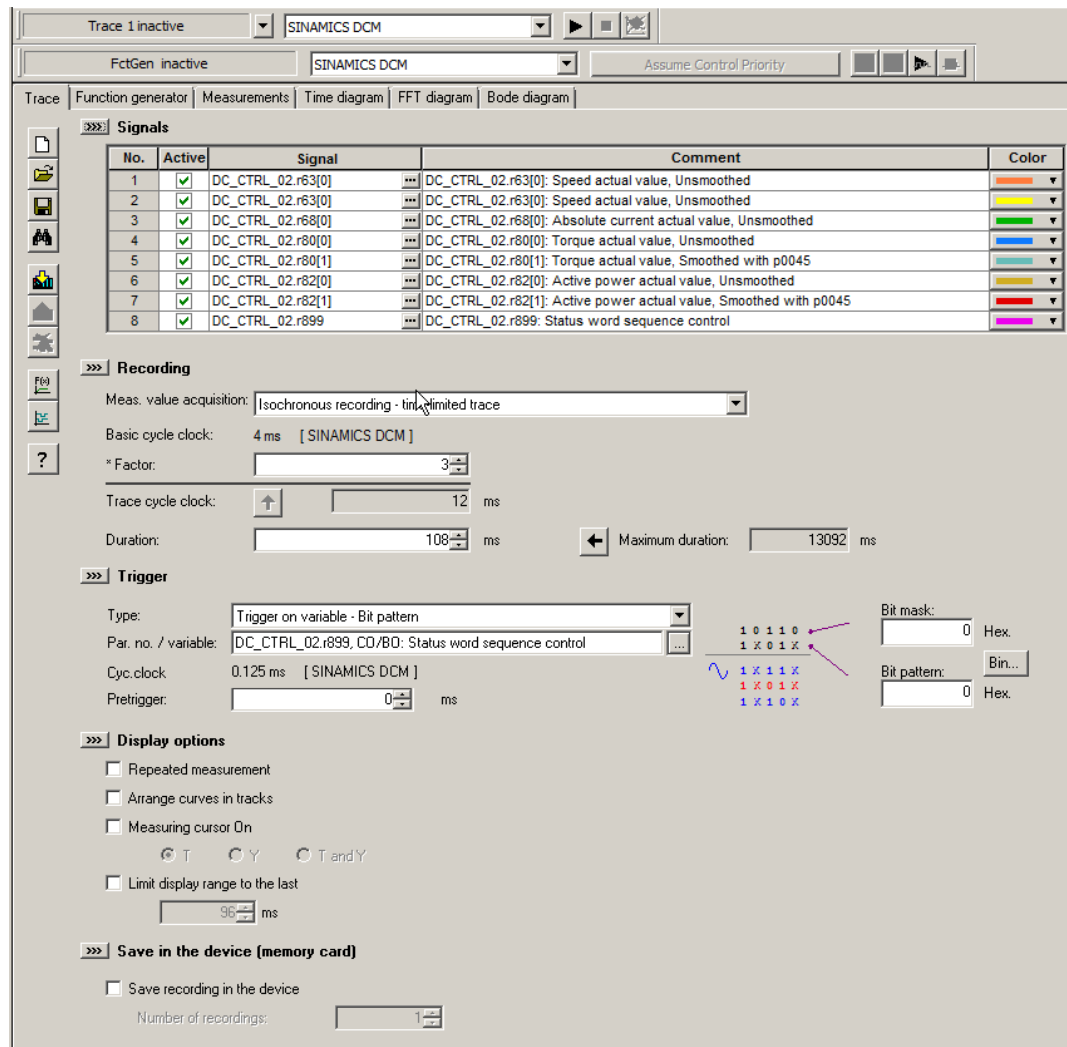 Trace 1 inactive SINAMICS DCM
FctGen inactive SINAMICS DCM Assume Control Priority
Trace Function generator Measurements Time diagram FFT diagram Bode diagram
>>> Signals
No. Active Signal Comment Color
1 DC_CTRL_02.r63[0] ... DC_CTRL_02.r63[0]: Speed actual value, Unsmoothed
2 DC_CTRL_02.r63[0] ... DC_CTRL_02.r63[0]: Speed actual value, Unsmoothed
3 DC_CTRL_02.r68[0] ... DC_CTRL_02.r68[0]: Absolute current actual value, Unsmoothed
4 DC_CTRL_02.r80[0] ... DC_CTRL_02.r80[0]: Torque actual value, Unsmoothed
5 DC_CTRL_02.r80[1] ... DC_CTRL_02.r80[1]: Torque actual value, Smoothed with p0045
6 DC_CTRL_02.r82[0] ... DC_CTRL_02.r82[0]: Active power actual value, Unsmoothed
7 DC_CTRL_02.r82[1] ... DC_CTRL_02.r82[1]: Active power actual value, Smoothed with p0045
8 DC_CTRL_02.r899 ... DC_CTRL_02.r899: Status word sequence control
>>> Recording
Meas. value acquisition: Isochronous recording - time-limited trace
Basic cycle clock: 4 ms [ SINAMICS DCM ]
* Factor: 3
Trace cycle clock: 12 ms
Duration: 108 ms Maximum duration: 13092 ms
>>> Trigger
Type: Trigger on variable - Bit pattern
Par. no. / variable: DC_CTRL_02.r899, CO/BO: Status word sequence control ...
Cyc.clock 0.125 ms [ SINAMICS DCM ]
Pretrigger: 0 ms
1 0 1 1 0
1 X 0 1 X
1 X 1 1 X
1 X 0 1 X
1 X 1 0 X
Bit mask:
0 Hex.
Bin...
Bit pattern:
0 Hex.
>>> Display options
Repeated measurement
Arrange curves in tracks
Measuring cursor On
T Y T and Y
Limit display range to the last
96 ms
>>> Save in the device (memory card)
Save recording in the device
Number of recordings: 1
F(x)
?